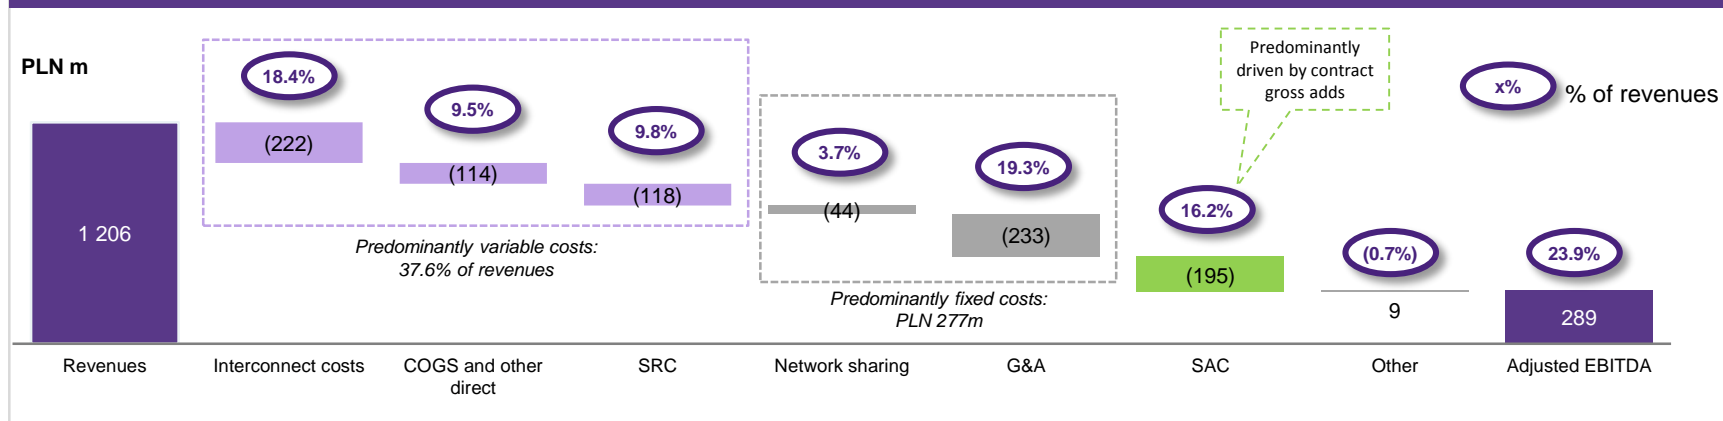 PLN m
18.4%
9.5%
9.8%
3.7%
19.3%
16.2%
(0.7%)
23.9%
Predominantly
driven by contract
gross adds
x%
% of revenues
1 206
(222)
(114)
(118)
(44)
(233)
(195)
9
289
Predominantly variable costs:
37.6% of revenues
Predominantly fixed costs:
PLN 277m
Revenues
Interconnect costs
COGS and other
direct
SRC
Network sharing
G&A
SAC
Other
Adjusted EBITDA